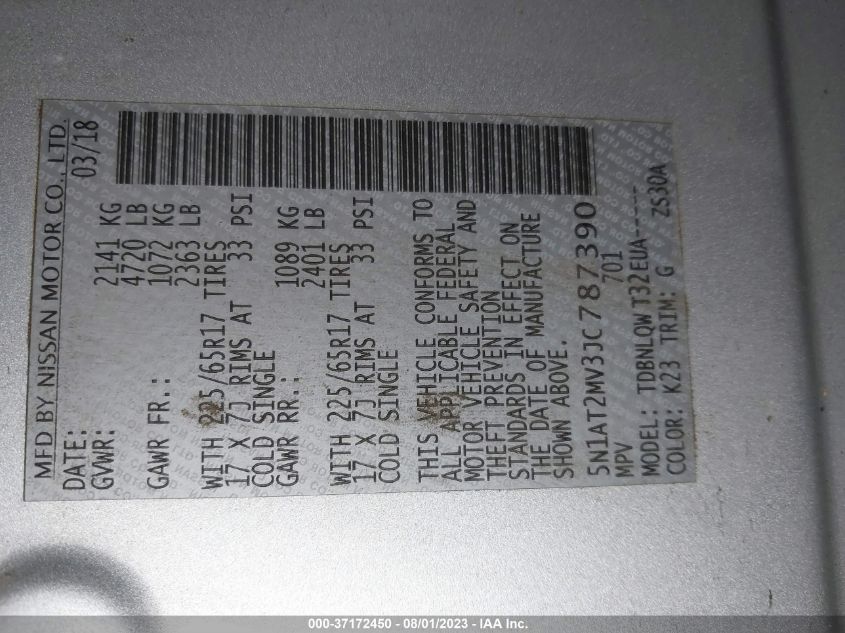 MFD BY NISSAN MOTOR CO., LTD.
DATE: 03/18
GVWR: 2141 KG
4720 LB
GAWR FR.: 1072 KG
2363 LB
WITH 225/65R17 TIRES
17 X 7J RIMS AT 33 PSI
COLD SINGLE
GAWR RR.: 1089 KG
2401 LB
WITH 225/65R17 TIRES
17 X 7J RIMS AT 33 PSI
COLD SINGLE
THIS VEHICLE CONFORMS TO
ALL APPLICABLE FEDERAL
MOTOR VEHICLE SAFETY AND
THEFT PREVENTION
STANDARDS IN EFFECT ON
THE DATE OF MANUFACTURE
SHOWN ABOVE.
5N1AT2MV3JC787390
MPV 701
MODEL: TDBNLQWT32EUA-----
COLOR: K23 TRIM: G ZS30A
000-37172450 - 08/01/2023 - IAA Inc.